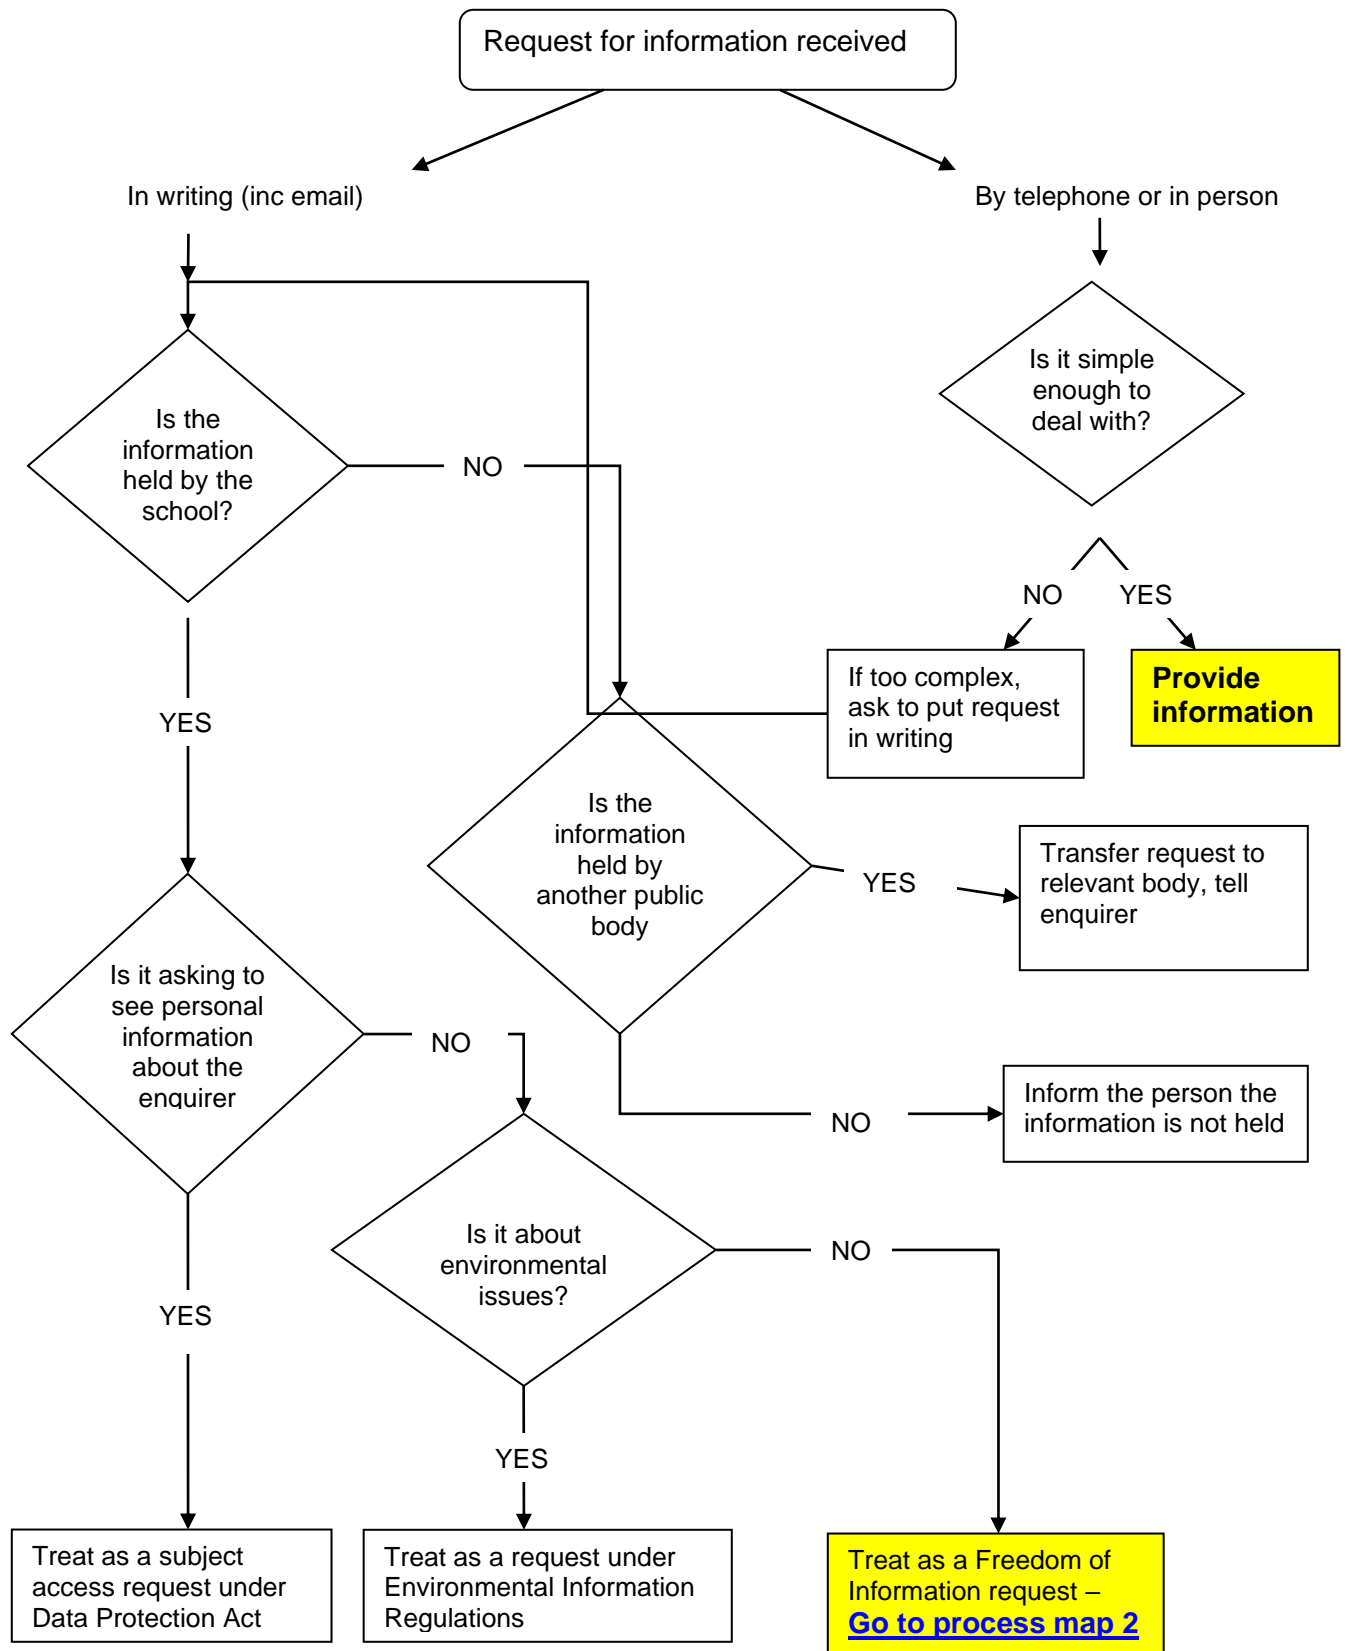 Request for information received
In writing (inc email)
By telephone or in person
Is it simple
enough to
deal with?
Is the
information
held by the
school?
NO
NO
YES
If too complex,
ask to put request
in writing
Provide
information
YES
Is the
information
held by
another public
body
YES
Transfer request to
relevant body, tell
enquirer
Is it asking to
see personal
information
about the
enquirer
NO
Inform the person the
information is not held
NO
Is it about
environmental
issues?
NO
YES
YES
Treat as a subject
access request under
Data Protection Act
Treat as a request under
Environmental Information
Regulations
Treat as a Freedom of
Information request –
Go to process map 2